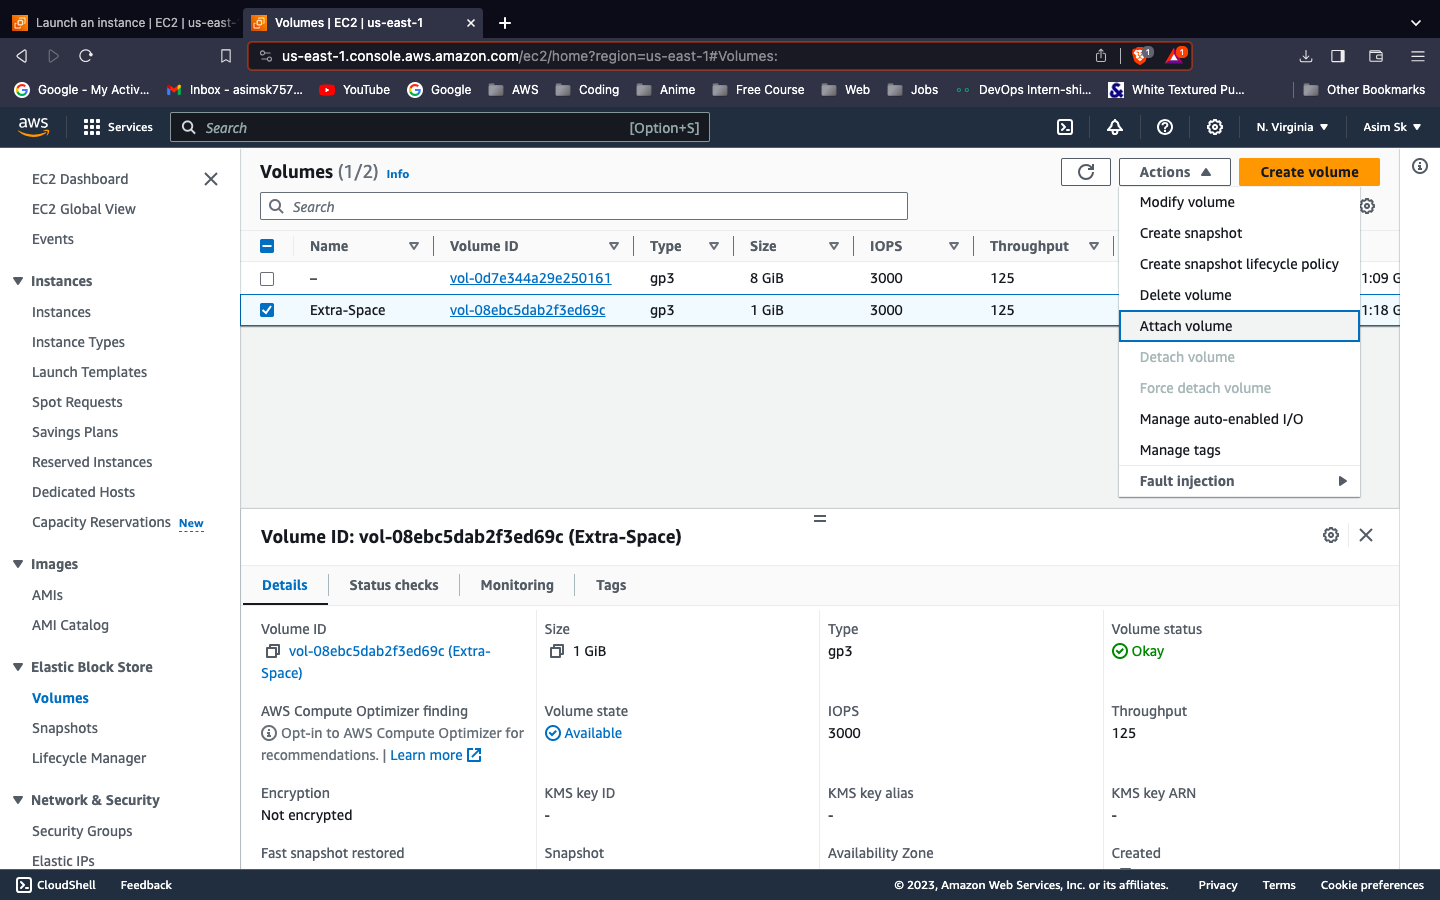 Launch an instance | EC2 | us-east-
Volumes | EC2 | us-east-1
us-east-1.console.aws.amazon.com/ec2/home?region=us-east-1#Volumes:
1
1
Google - My Activ...
Inbox - asimsk757...
YouTube
Google
AWS
Coding
Anime
Free Course
Web
Jobs
DevOps Intern-shi...
White Textured Pu...
Other Bookmarks
aws
Services
Search
[Option+S]
N. Virginia
Asim Sk
EC2 Dashboard
EC2 Global View
Events
Instances
Instances
Instance Types
Launch Templates
Spot Requests
Savings Plans
Reserved Instances
Dedicated Hosts
Capacity Reservations New
Images
AMIs
AMI Catalog
Elastic Block Store
Volumes
Snapshots
Lifecycle Manager
Network & Security
Security Groups
Elastic IPs
Volumes (1/2) Info
Actions
Create volume
Search
Name Volume ID Type Size IOPS Throughput
– vol-0d7e344a29e250161 gp3 8 GiB 3000 125 1:09 G
Extra-Space vol-08ebc5dab2f3ed69c gp3 1 GiB 3000 125 1:18 G
Modify volume
Create snapshot
Create snapshot lifecycle policy
Delete volume
Attach volume
Detach volume
Force detach volume
Manage auto-enabled I/O
Manage tags
Fault injection
Volume ID: vol-08ebc5dab2f3ed69c (Extra-Space)
Details Status checks Monitoring Tags
Volume ID
vol-08ebc5dab2f3ed69c (Extra-
Space)
Size
1 GiB
Type
gp3
Volume status
Okay
AWS Compute Optimizer finding
Opt-in to AWS Compute Optimizer for
recommendations. | Learn more
Volume state
Available
IOPS
3000
Throughput
125
Encryption
Not encrypted
KMS key ID
-
KMS key alias
-
KMS key ARN
-
Fast snapshot restored
Snapshot
Availability Zone
Created
CloudShell
Feedback
© 2023, Amazon Web Services, Inc. or its affiliates.
Privacy
Terms
Cookie preferences